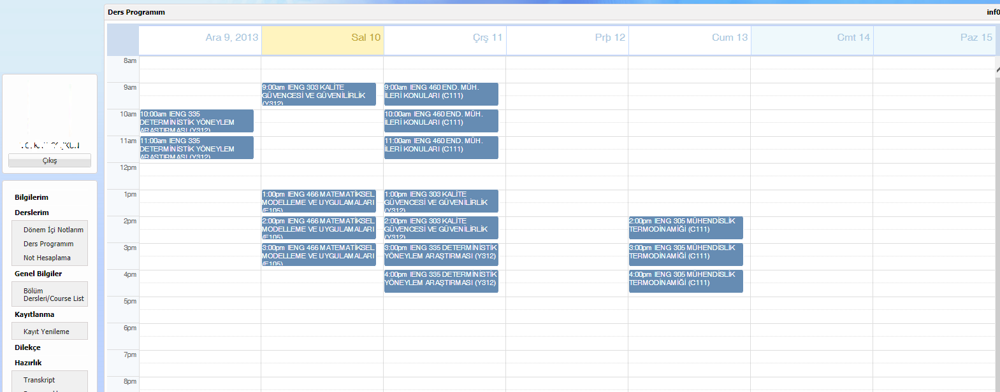 Ders Programım
inf0
Ara 9, 2013
Sal 10
Çrş 11
Prþ 12
Cum 13
Cmt 14
Paz 15
8am
9am
10am
11am
12pm
1pm
2pm
3pm
4pm
5pm
6pm
7pm
8pm
10:00am IENG 335
DETERMİNİSTİK YÖNEYLEM
ARAŞTIRMASI (Y312)
11:00am IENG 335
DETERMİNİSTİK YÖNEYLEM
ARAŞTIRMASI (Y312)
9:00am IENG 303 KALİTE
GÜVENCESİ VE GÜVENİLİRLİK
(Y312)
1:00pm IENG 466 MATEMATİKSEL
MODELLEME VE UYGULAMALARI
(E105)
2:00pm IENG 466 MATEMATİKSEL
MODELLEME VE UYGULAMALARI
(E105)
3:00pm IENG 466 MATEMATİKSEL
MODELLEME VE UYGULAMALARI
(E105)
9:00am IENG 460 END. MÜH.
İLERİ KONULARI (C111)
10:00am IENG 460 END. MÜH.
İLERİ KONULARI (C111)
11:00am IENG 460 END. MÜH.
İLERİ KONULARI (C111)
1:00pm IENG 303 KALİTE
GÜVENCESİ VE GÜVENİLİRLİK
(Y312)
2:00pm IENG 303 KALİTE
GÜVENCESİ VE GÜVENİLİRLİK
(Y312)
3:00pm IENG 335 DETERMİNİSTİK
YÖNEYLEM ARAŞTIRMASI (Y312)
4:00pm IENG 335 DETERMİNİSTİK
YÖNEYLEM ARAŞTIRMASI (Y312)
2:00pm IENG 305 MÜHENDİSLİK
TERMODİNAMİĞİ (C111)
3:00pm IENG 305 MÜHENDİSLİK
TERMODİNAMİĞİ (C111)
4:00pm IENG 305 MÜHENDİSLİK
TERMODİNAMİĞİ (C111)
Çıkış
Bilgilerim
Derslerim
Dönem İçi Notlarım
Ders Programım
Not Hesaplama
Genel Bilgiler
Bölüm
Dersleri/Course List
Kayıtlanma
Kayıt Yenileme
Dilekçe
Hazırlık
Transkript